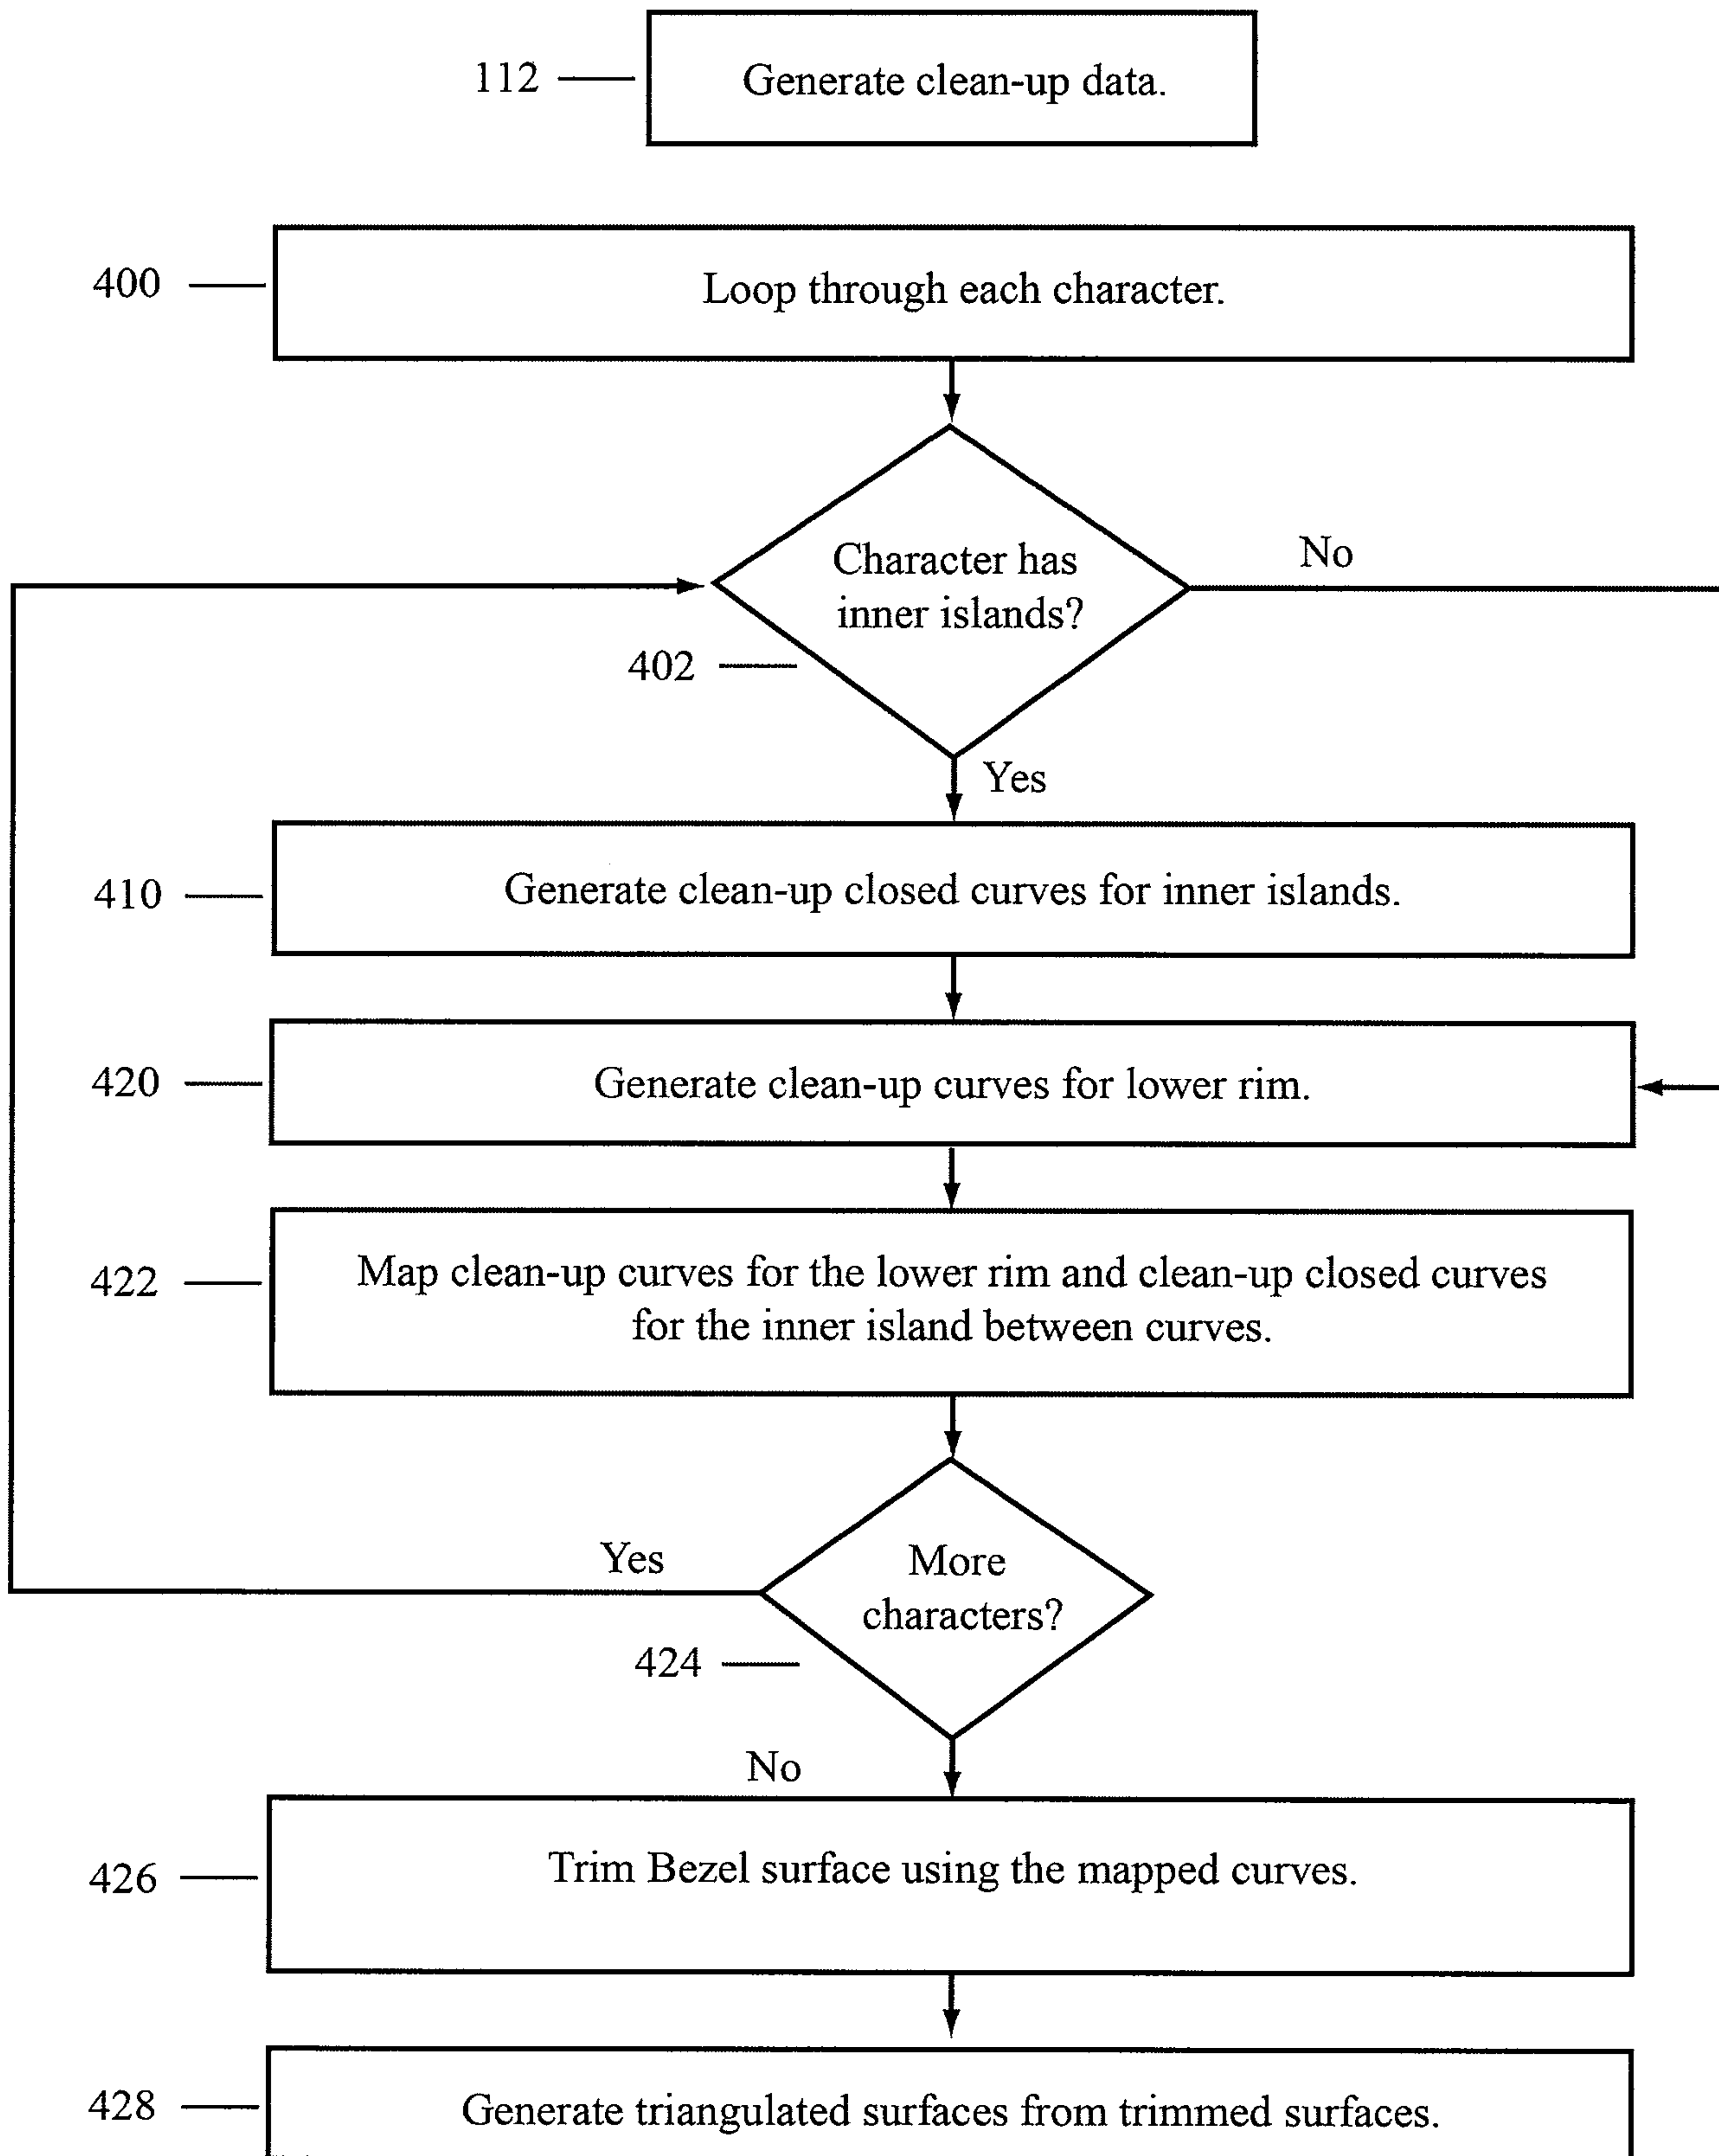 112
Generate clean-up data.
400
Loop through each character.
Character has
inner islands?
No
402
Yes
410
Generate clean-up closed curves for inner islands.
420
Generate clean-up curves for lower rim.
422
Map clean-up curves for the lower rim and clean-up closed curves
for the inner island between curves.
Yes
More
characters?
424
No
426
Trim Bezel surface using the mapped curves.
428
Generate triangulated surfaces from trimmed surfaces.